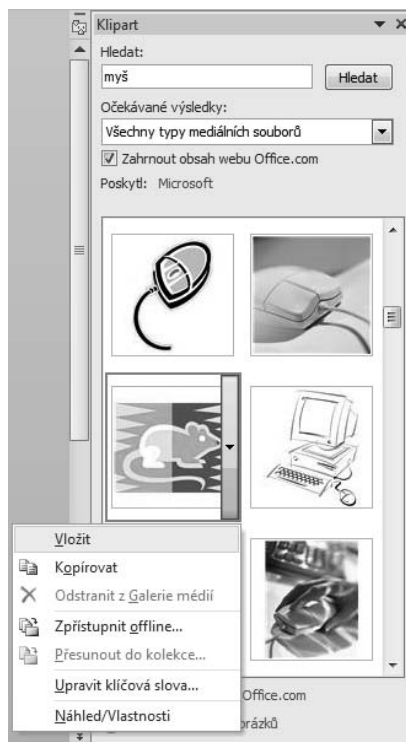 Klipart
Hledat:
myš
Hledat
Očekávané výsledky:
Všechny typy mediálních souborů
Zahrnout obsah webu Office.com
Poskytl: Microsoft
Vložit
Kopírovat
Odstranit z Galerie médií
Zpřístupnit offline...
Přesunout do kolekce...
Upravit klíčová slova...
Náhled/Vlastnosti
Office.com